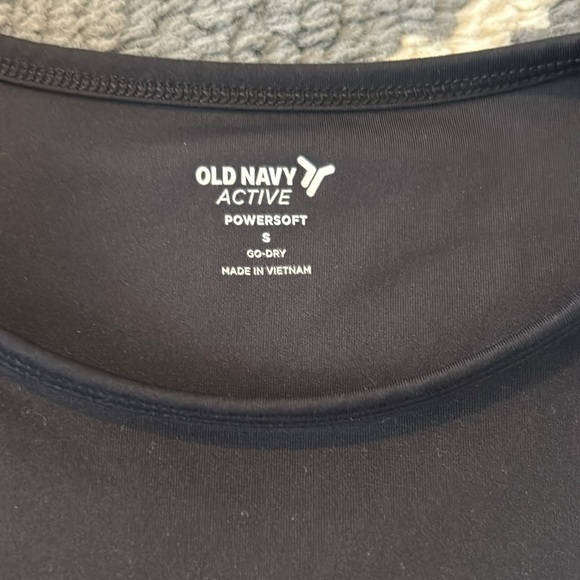 OLD NAVY
ACTIVE
POWERSOFT
S
GO-DRY
MADE IN VIETNAM